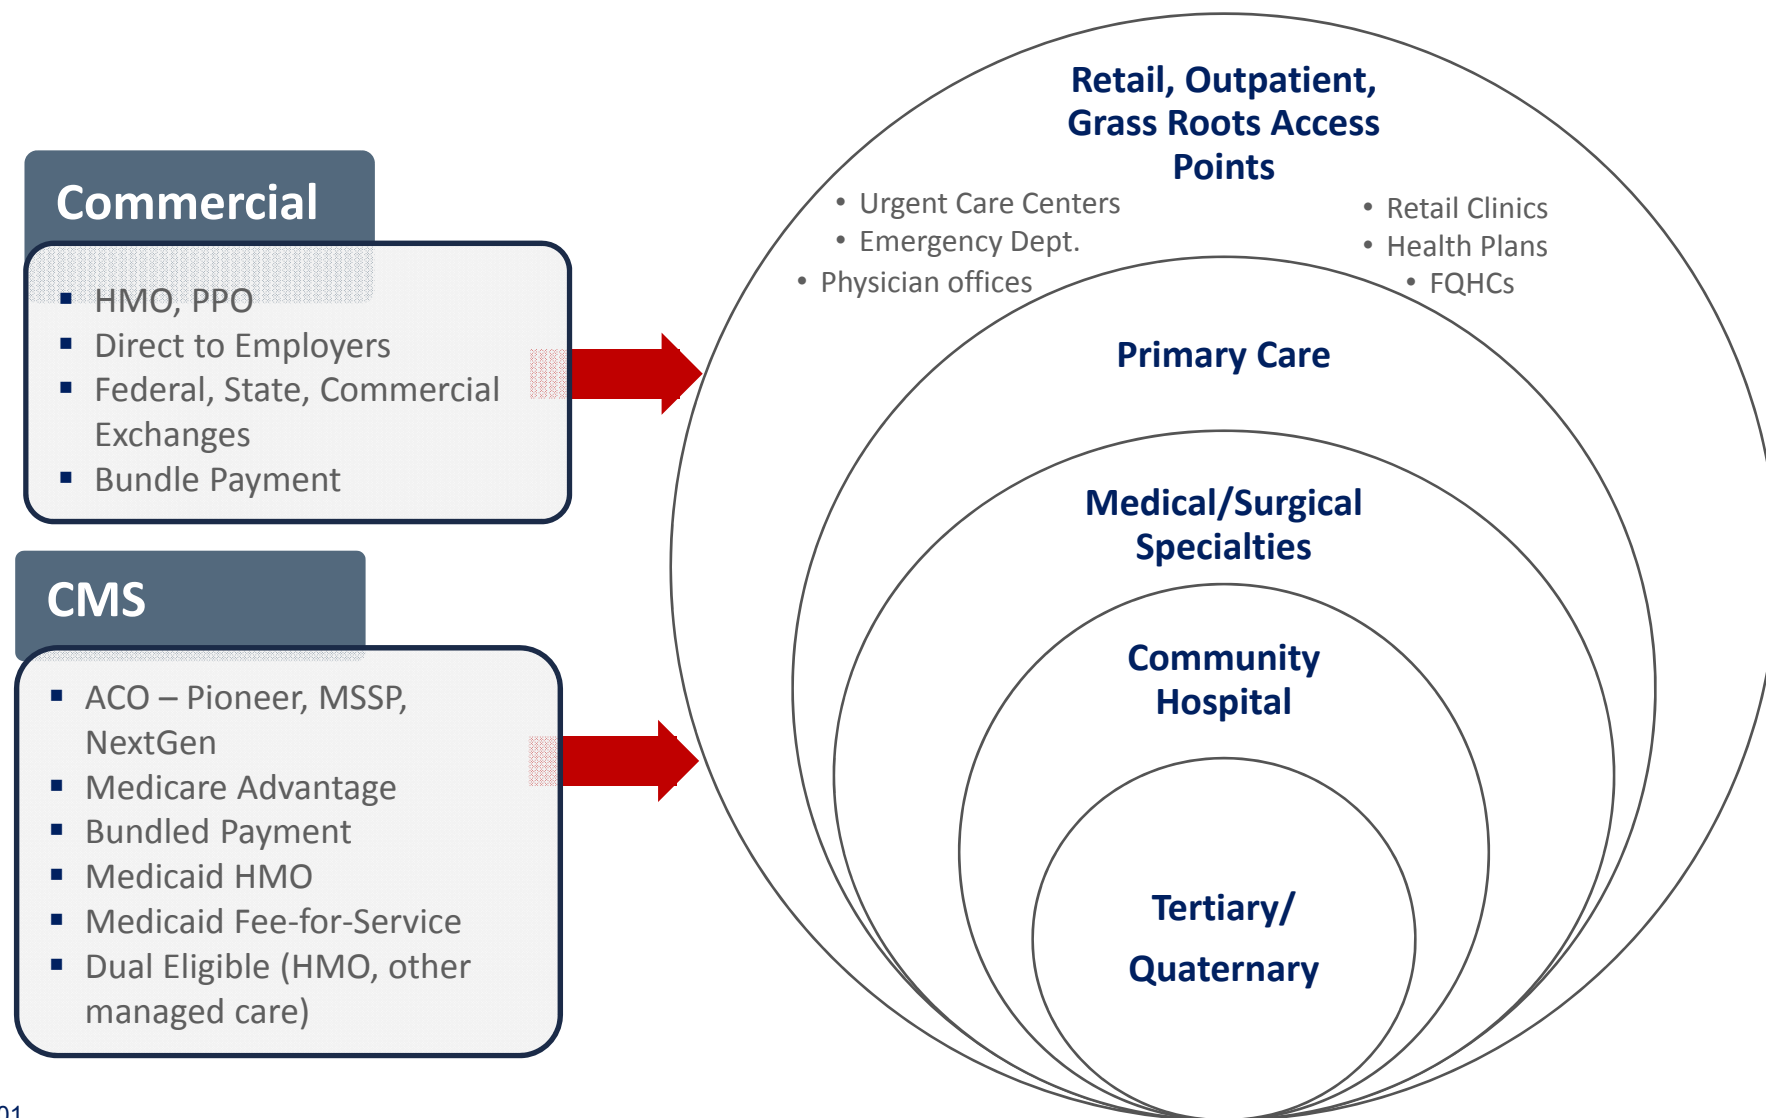 Commercial
▪ HMO, PPO
▪ Direct to Employers
▪ Federal, State, Commercial
Exchanges
▪ Bundle Payment
CMS
▪ ACO – Pioneer, MSSP,
NextGen
▪ Medicare Advantage
▪ Bundled Payment
▪ Medicaid HMO
▪ Medicaid Fee-for-Service
▪ Dual Eligible (HMO, other
managed care)
Retail, Outpatient,
Grass Roots Access
Points
• Urgent Care Centers
• Emergency Dept.
• Physician offices
• Retail Clinics
• Health Plans
• FQHCs
Primary Care
Medical/Surgical
Specialties
Community
Hospital
Tertiary/
Quaternary